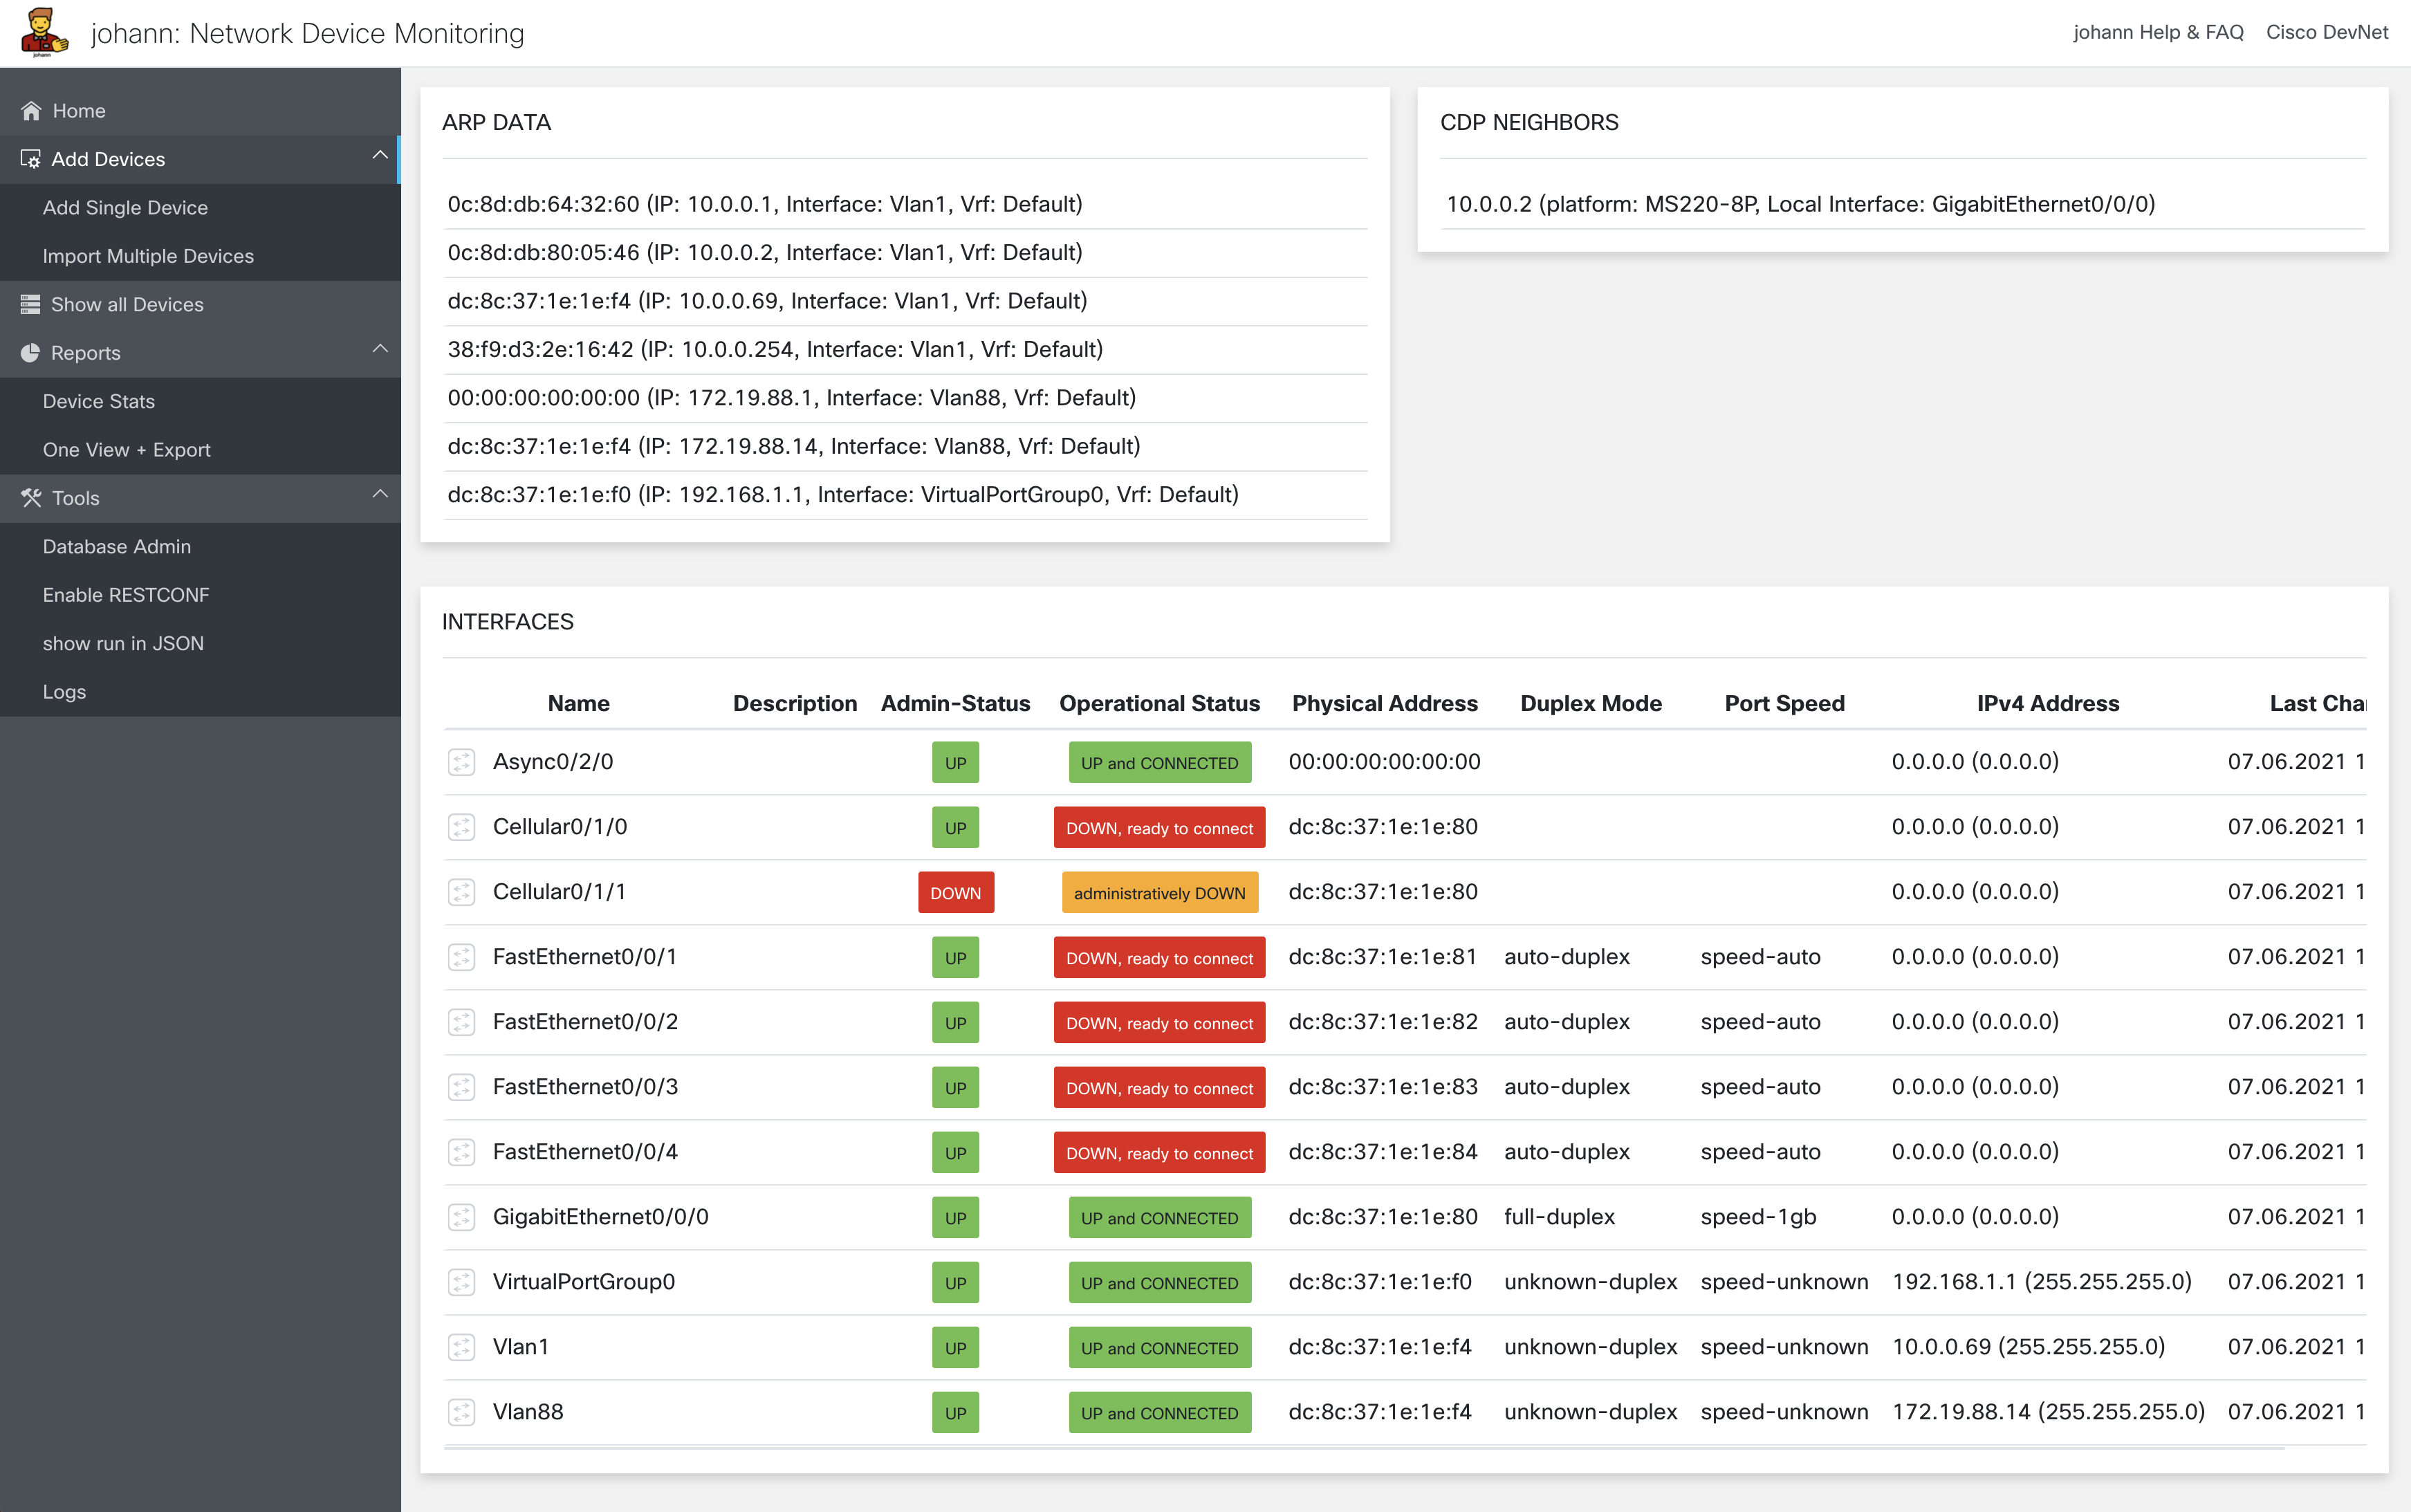 johann
johann: Network Device Monitoring
johann Help & FAQ Cisco DevNet
Home
Add Devices
Add Single Device
Import Multiple Devices
Show all Devices
Reports
Device Stats
One View + Export
Tools
Database Admin
Enable RESTCONF
show run in JSON
Logs
ARP DATA
0c:8d:db:64:32:60 (IP: 10.0.0.1, Interface: Vlan1, Vrf: Default)
0c:8d:db:80:05:46 (IP: 10.0.0.2, Interface: Vlan1, Vrf: Default)
dc:8c:37:1e:1e:f4 (IP: 10.0.0.69, Interface: Vlan1, Vrf: Default)
38:f9:d3:2e:16:42 (IP: 10.0.0.254, Interface: Vlan1, Vrf: Default)
00:00:00:00:00:00 (IP: 172.19.88.1, Interface: Vlan88, Vrf: Default)
dc:8c:37:1e:1e:f4 (IP: 172.19.88.14, Interface: Vlan88, Vrf: Default)
dc:8c:37:1e:1e:f0 (IP: 192.168.1.1, Interface: VirtualPortGroup0, Vrf: Default)
CDP NEIGHBORS
10.0.0.2 (platform: MS220-8P, Local Interface: GigabitEthernet0/0/0)
INTERFACES
Name Description Admin-Status Operational Status Physical Address Duplex Mode Port Speed IPv4 Address Last Cha
Async0/2/0 UP UP and CONNECTED 00:00:00:00:00:00 0.0.0.0 (0.0.0.0) 07.06.2021 1
Cellular0/1/0 UP DOWN, ready to connect dc:8c:37:1e:1e:80 0.0.0.0 (0.0.0.0) 07.06.2021 1
Cellular0/1/1 DOWN administratively DOWN dc:8c:37:1e:1e:80 0.0.0.0 (0.0.0.0) 07.06.2021 1
FastEthernet0/0/1 UP DOWN, ready to connect dc:8c:37:1e:1e:81 auto-duplex speed-auto 0.0.0.0 (0.0.0.0) 07.06.2021 1
FastEthernet0/0/2 UP DOWN, ready to connect dc:8c:37:1e:1e:82 auto-duplex speed-auto 0.0.0.0 (0.0.0.0) 07.06.2021 1
FastEthernet0/0/3 UP DOWN, ready to connect dc:8c:37:1e:1e:83 auto-duplex speed-auto 0.0.0.0 (0.0.0.0) 07.06.2021 1
FastEthernet0/0/4 UP DOWN, ready to connect dc:8c:37:1e:1e:84 auto-duplex speed-auto 0.0.0.0 (0.0.0.0) 07.06.2021 1
GigabitEthernet0/0/0 UP UP and CONNECTED dc:8c:37:1e:1e:80 full-duplex speed-1gb 0.0.0.0 (0.0.0.0) 07.06.2021 1
VirtualPortGroup0 UP UP and CONNECTED dc:8c:37:1e:1e:f0 unknown-duplex speed-unknown 192.168.1.1 (255.255.255.0) 07.06.2021 1
Vlan1 UP UP and CONNECTED dc:8c:37:1e:1e:f4 unknown-duplex speed-unknown 10.0.0.69 (255.255.255.0) 07.06.2021 1
Vlan88 UP UP and CONNECTED dc:8c:37:1e:1e:f4 unknown-duplex speed-unknown 172.19.88.14 (255.255.255.0) 07.06.2021 1